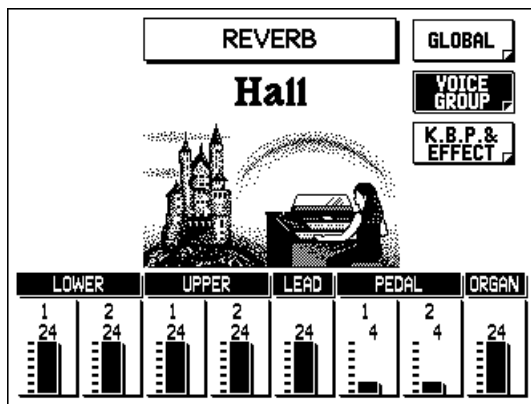 REVERB
GLOBAL
Hall
VOICE
GROUP
K.B.P.&
EFFECT
LOWER UPPER LEAD PEDAL ORGAN
1 2 1 2 1 2
24 24 24 24 24 4 4 24